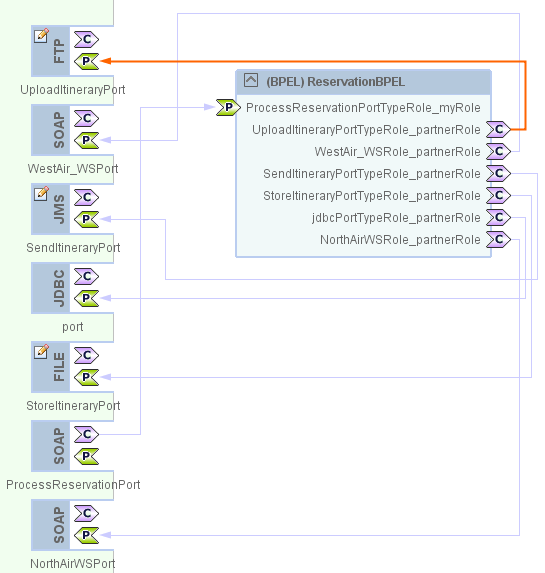 FTP
C
P
UploadItineraryPort
SOAP
C
P
WestAir_WSPort
JMS
C
P
SendItineraryPort
JDBC
C
P
port
FILE
C
P
StoreItineraryPort
SOAP
C
P
ProcessReservationPort
SOAP
C
P
NorthAirWSPort
(BPEL) ReservationBPEL
P ProcessReservationPortTypeRole_myRole
UploadItineraryPortTypeRole_partnerRole C
WestAir_WSRole_partnerRole C
SendItineraryPortTypeRole_partnerRole C
StoreItineraryPortTypeRole_partnerRole C
jdbcPortTypeRole_partnerRole C
NorthAirWSRole_partnerRole C